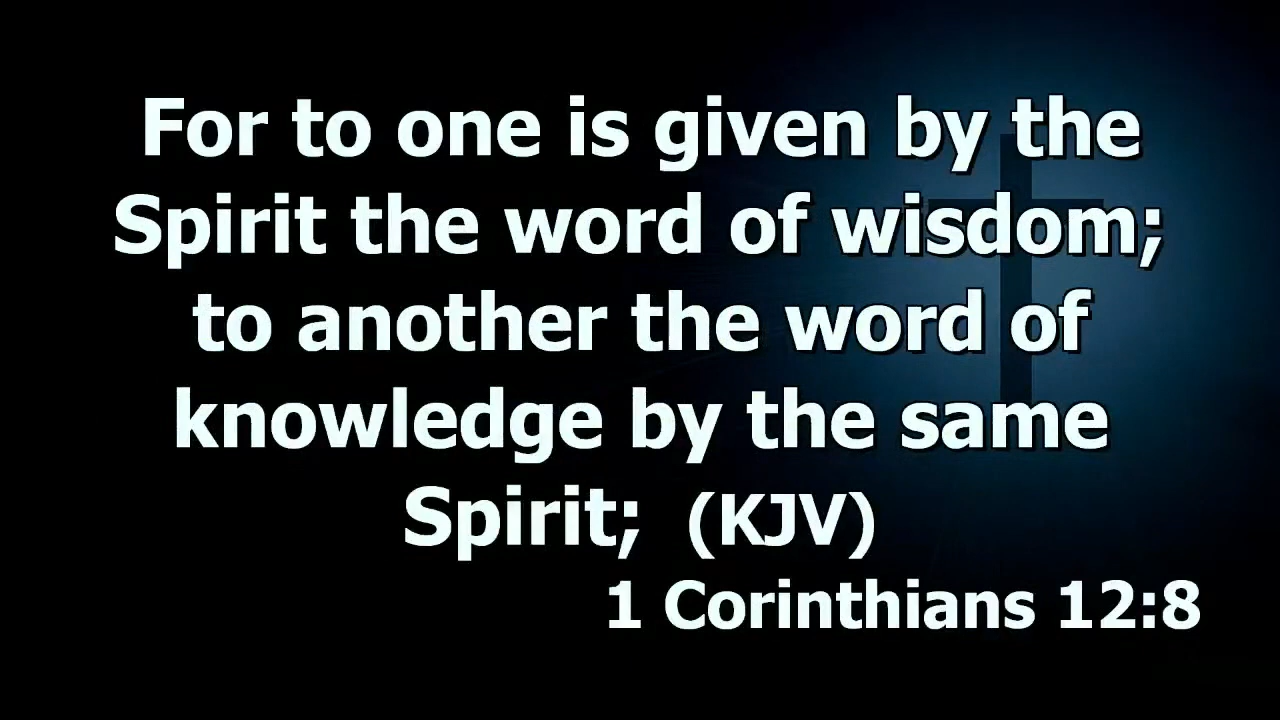 For to one is given by the
Spirit the word of wisdom;
to another the word of
knowledge by the same
Spirit;  (KJV)
1 Corinthians 12:8